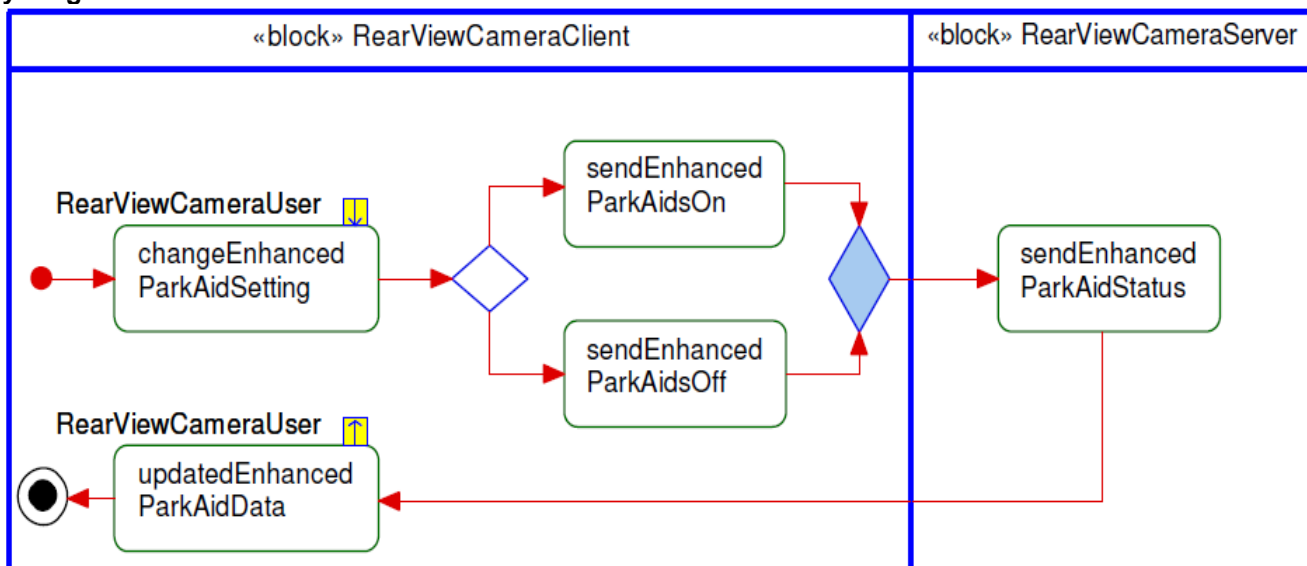 «block» RearViewCameraClient
«block» RearViewCameraServer
sendEnhanced
ParkAidsOn
RearViewCameraUser
changeEnhanced
ParkAidSetting
sendEnhanced
ParkAidStatus
sendEnhanced
ParkAidsOff
RearViewCameraUser
updatedEnhanced
ParkAidData